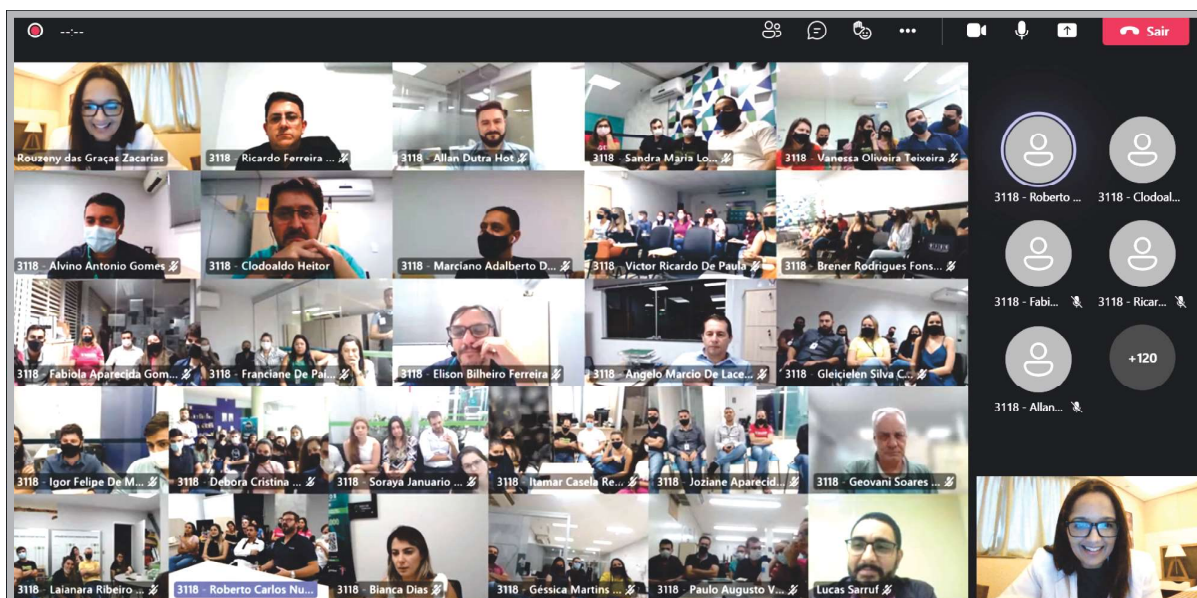 --:--
Sair
Rouzeny das Graças Zacarias
3118 - Ricardo Ferreira ...
3118 - Allan Dutra Hot
3118 - Sandra Maria Lo...
3118 - Vanessa Oliveira Teixeira
3118 - Alvino Antonio Gomes
3118 - Clodoaldo Heitor
3118 - Marciano Adalberto D...
3118 - Victor Ricardo De Paula
3118 - Brener Rodrigues Fons...
3118 - Fabiola Aparecida Gom...
3118 - Franciane De Pai...
3118 - Elison Bilheiro Ferreira
3118 - Angelo Marcio De Lace...
3118 - Gleicielen Silva C...
3118 - Igor Felipe De M...
3118 - Debora Cristina ...
3118 - Soraya Januario ...
3118 - Itamar Casela Re...
3118 - Joziane Aparecid...
3118 - Geovani Soares ...
3118 - Laianara Ribeiro ...
3118 - Roberto Carlos Nu...
3118 - Bianca Dias
3118 - Géssica Martins ...
3118 - Paulo Augusto V...
Lucas Sarruf
3118 - Roberto ...
3118 - Clodoal...
3118 - Fabi...
3118 - Ricar...
3118 - Allan...
+120